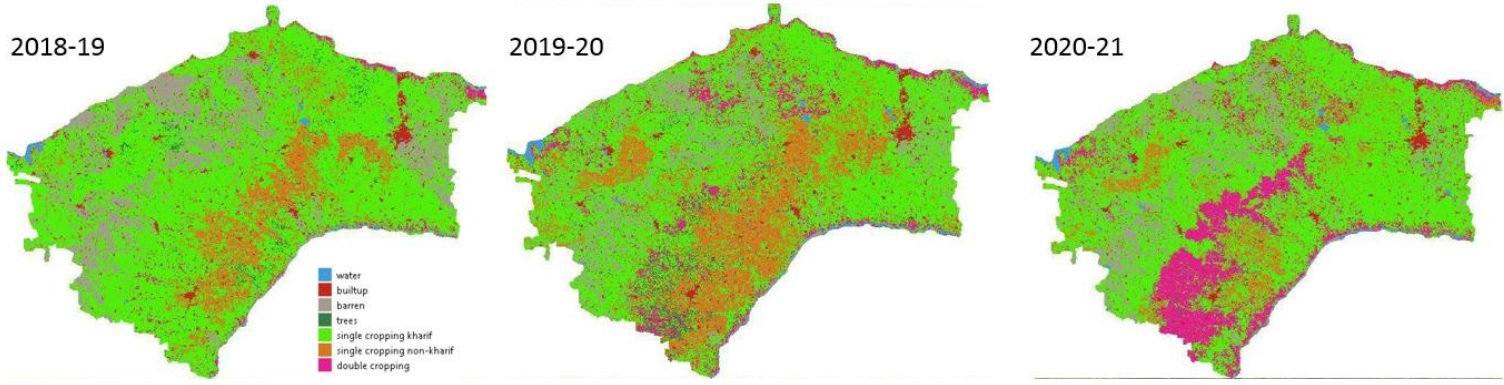 2018-19
2019-20
2020-21
water
builtup
barren
trees
single cropping kharif
single cropping non-kharif
double cropping